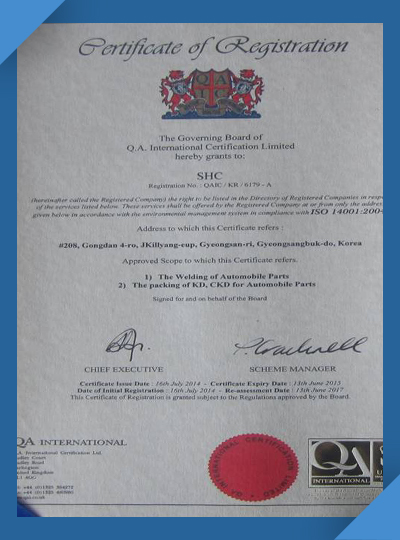 Certificate of Registration
Q A
I C
The Governing Board of
Q.A. International Certification Limited
hereby grants to:
SHC
Registration No : QAIC / KR / 6179 - A
(hereinafter called the Registered Company) the right to be listed in the Directory of Registered Companies in resp
of the services listed below. These services shall be offered by the Registered Company at or from only the address
given below in accordance with the environmental management system in compliance with ISO 14001:200
Address to which this Certificate refers :
#208, Gongdan 4-ro, JKillyang-eup, Gyeongsan-ri, Gyeongsangbuk-do, Korea
Approved Scope to which this Certificate refers.
1) The Welding of Automobile Parts
2) The packing of KD, CKD for Automobile Parts
Signed for and on behalf of the Board
CHIEF EXECUTIVE SCHEME MANAGER
Certificate Issue Date : 16th July 2014 - Certificate Expiry Date : 13th June 2015
Date of Initial Registration : 16th July 2014 - Re-assessment Date : 13th June 2017
This Certificate of Registration is granted subject to the Regulations approved by the Board.
QA INTERNATIONAL
.A. International Certification Ltd.
Court
Road
QA
INTERNATIONAL